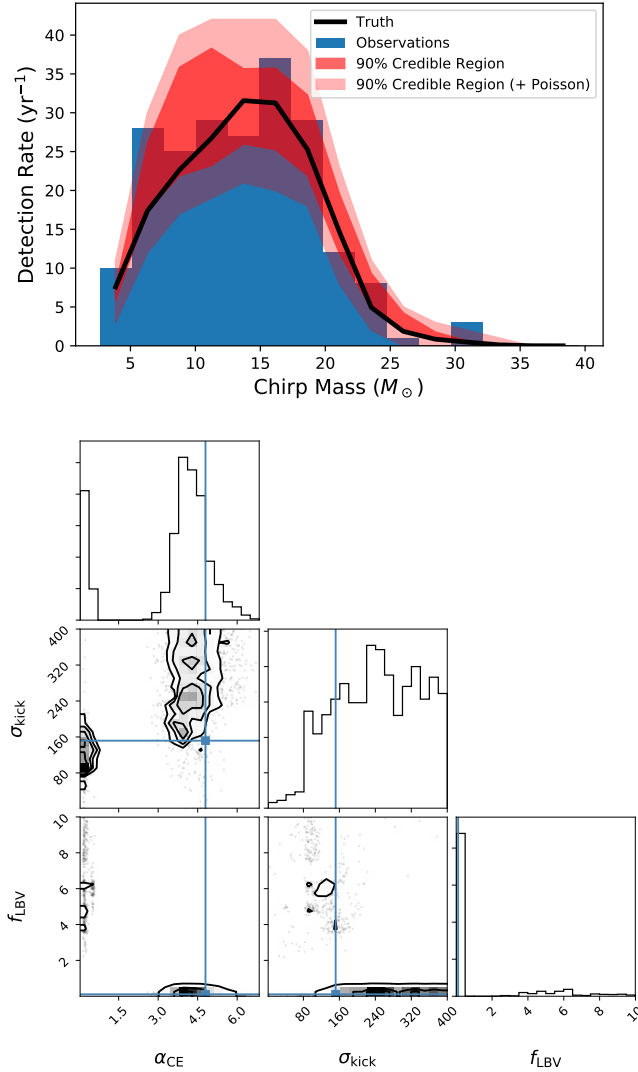 Truth
Observations
90% Credible Region
90% Credible Region (+ Poisson)
Detection Rate (yr⁻¹)
40
35
30
25
20
15
10
5
0
5 10 15 20 25 30 35 40
Chirp Mass (M⊙)
σkick
400
320
240
160
80
fLBV
10
8
6
4
2
1.5 3.0 4.5 6.0
80 160 240 320 400
2 4 6 8 10
αCE σkick fLBV